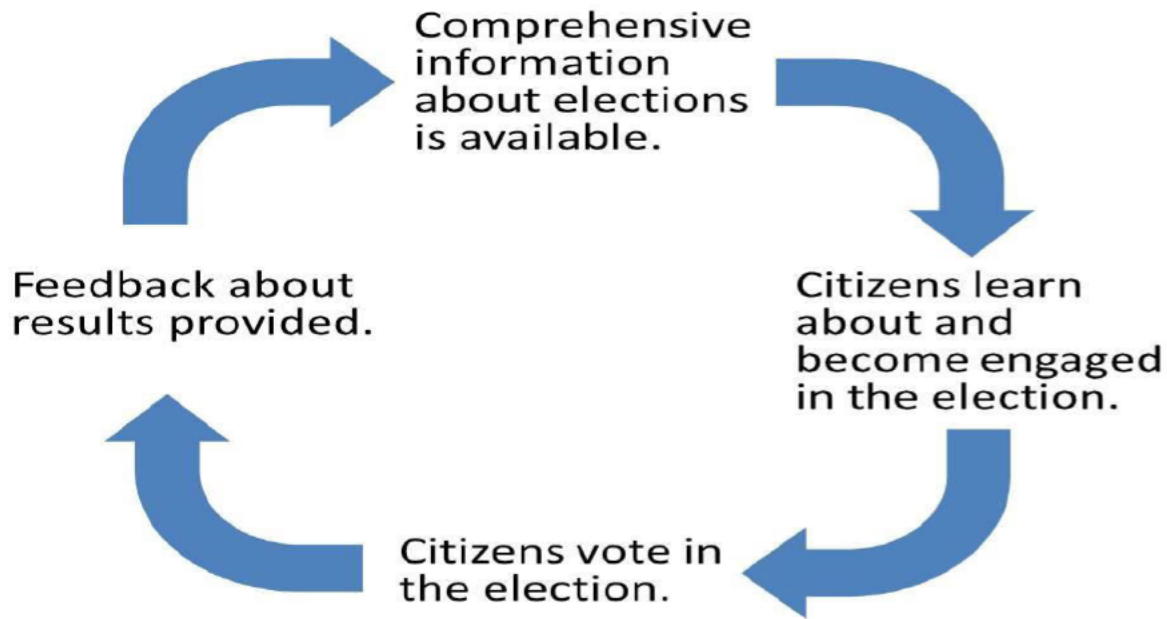 Comprehensive
information
about elections
is available.
Citizens learn
about and
become engaged
in the election.
Citizens vote in
the election.
Feedback about
results provided.